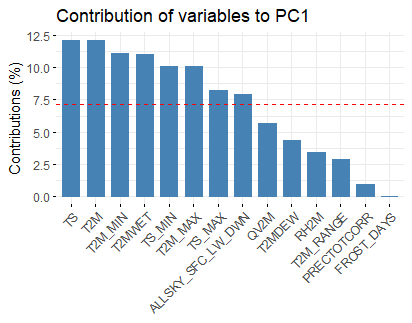 Contribution of variables to PC1
Contributions (%)
12.5
10.0
7.5
5.0
2.5
0.0
TS
T2M
T2M_MIN
T2MWET
TS_MIN
T2M_MAX
TS_MAX
ALLSKY_SFC_LW_DWN
QV2M
T2MDEW
RH2M
T2M_RANGE
PRECTOTCORR
FROST_DAYS